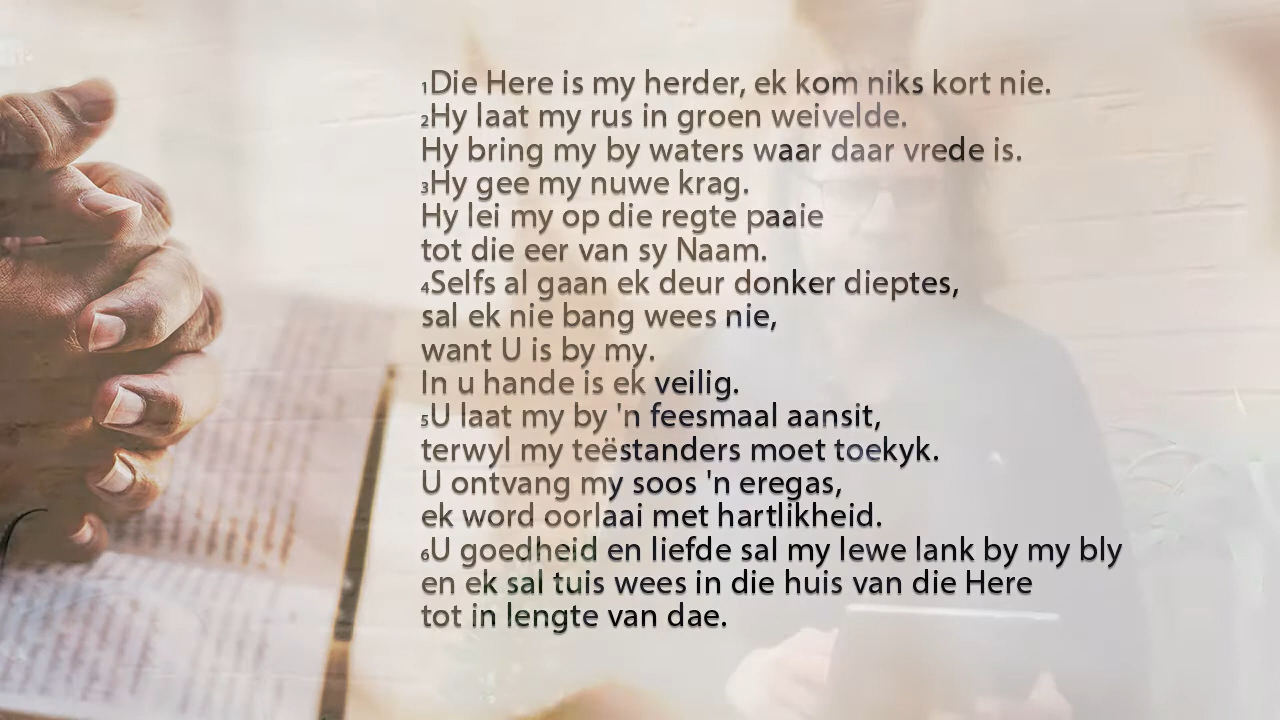 1Die Here is my herder, ek kom niks kort nie.
2Hy laat my rus in groen weivelde.
Hy bring my by waters waar daar vrede is.
3Hy gee my nuwe krag.
Hy lei my op die regte paaie
tot die eer van sy Naam.
4Selfs al gaan ek deur donker dieptes,
sal ek nie bang wees nie,
want U is by my.
In u hande is ek veilig.
5U laat my by 'n feesmaal aansit,
terwyl my teëstanders moet toekyk.
U ontvang my soos 'n eregas,
ek word oorlaai met hartlikheid.
6U goedheid en liefde sal my lewe lank by my bly
en ek sal tuis wees in die huis van die Here
tot in lengte van dae.